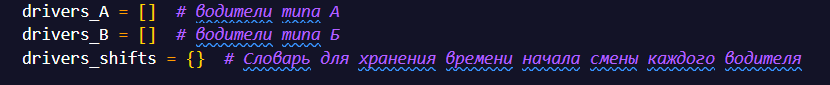 drivers_A = []  # водители типа А
drivers_B = []  # водители типа Б
drivers_shifts = {}  # Словарь для хранения времени начала смены каждого водителя